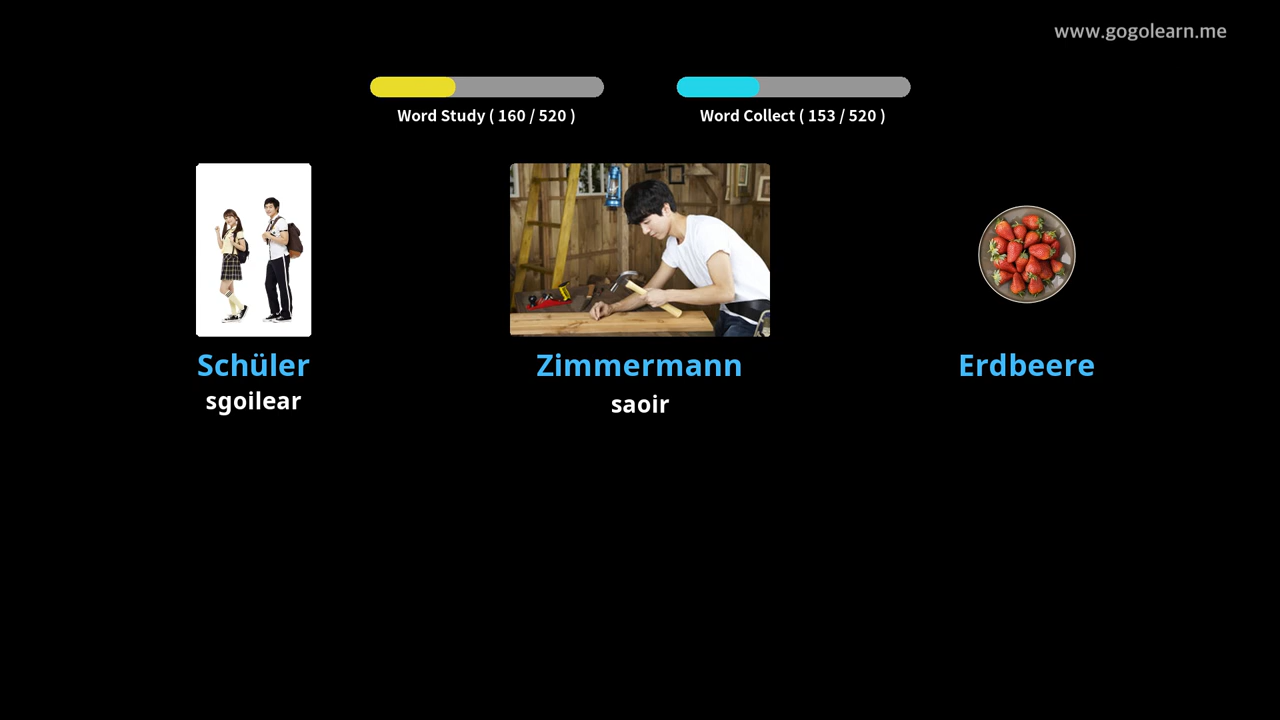 www.gogolearn.me
Word Study ( 160 / 520 )
Word Collect ( 153 / 520 )
Schüler
sgoilear
Zimmermann
saoir
Erdbeere